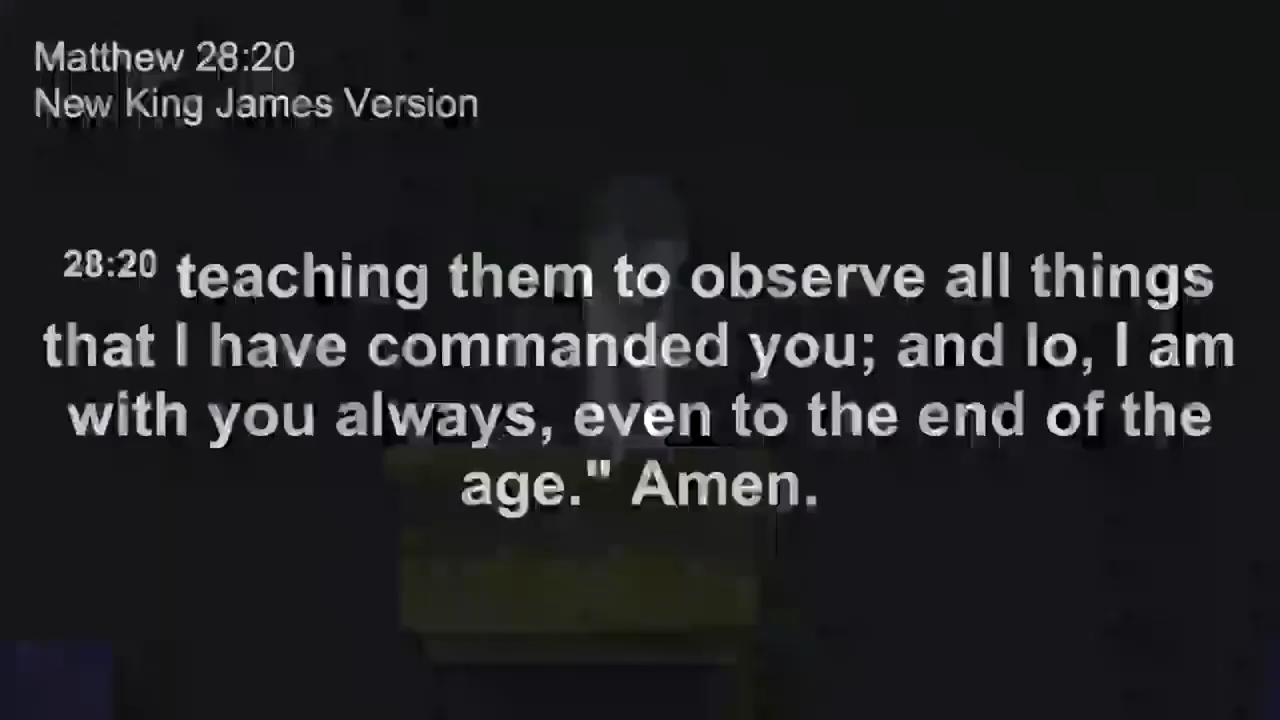 Matthew 28:20
New King James Version
28:20 teaching them to observe all things
that I have commanded you; and lo, I am
with you always, even to the end of the
age." Amen.